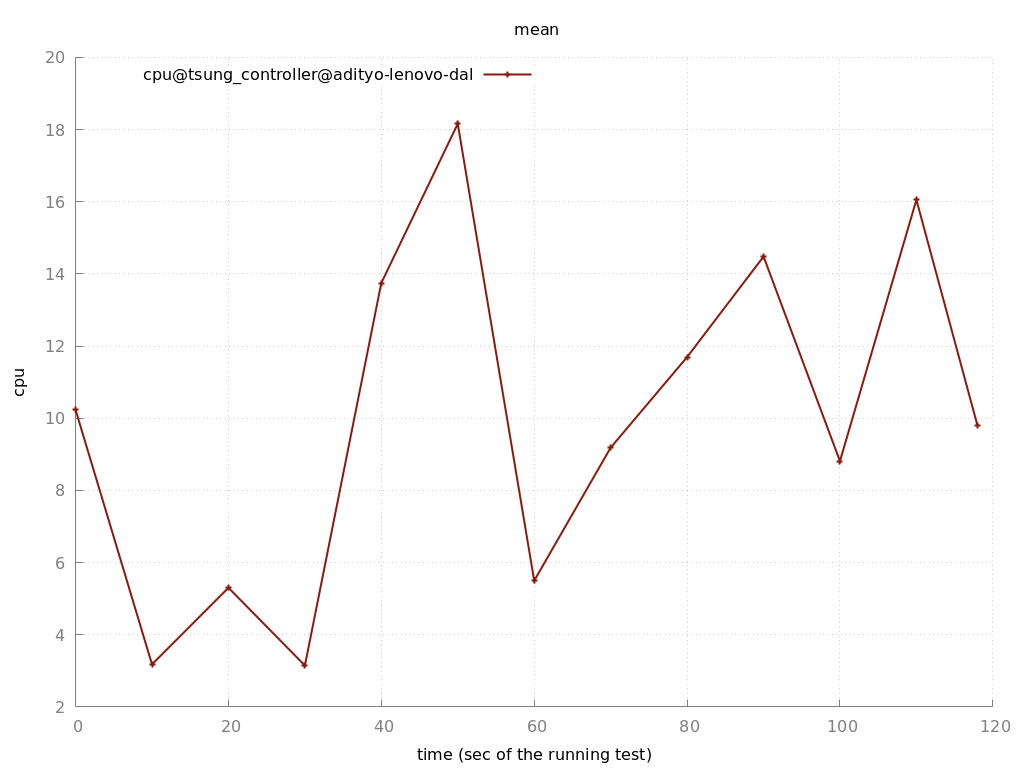 mean
cpu@tsung_controller@adityo-lenovo-dal
20
18
16
14
12
10
8
6
4
2
cpu
0 20 40 60 80 100 120
time (sec of the running test)